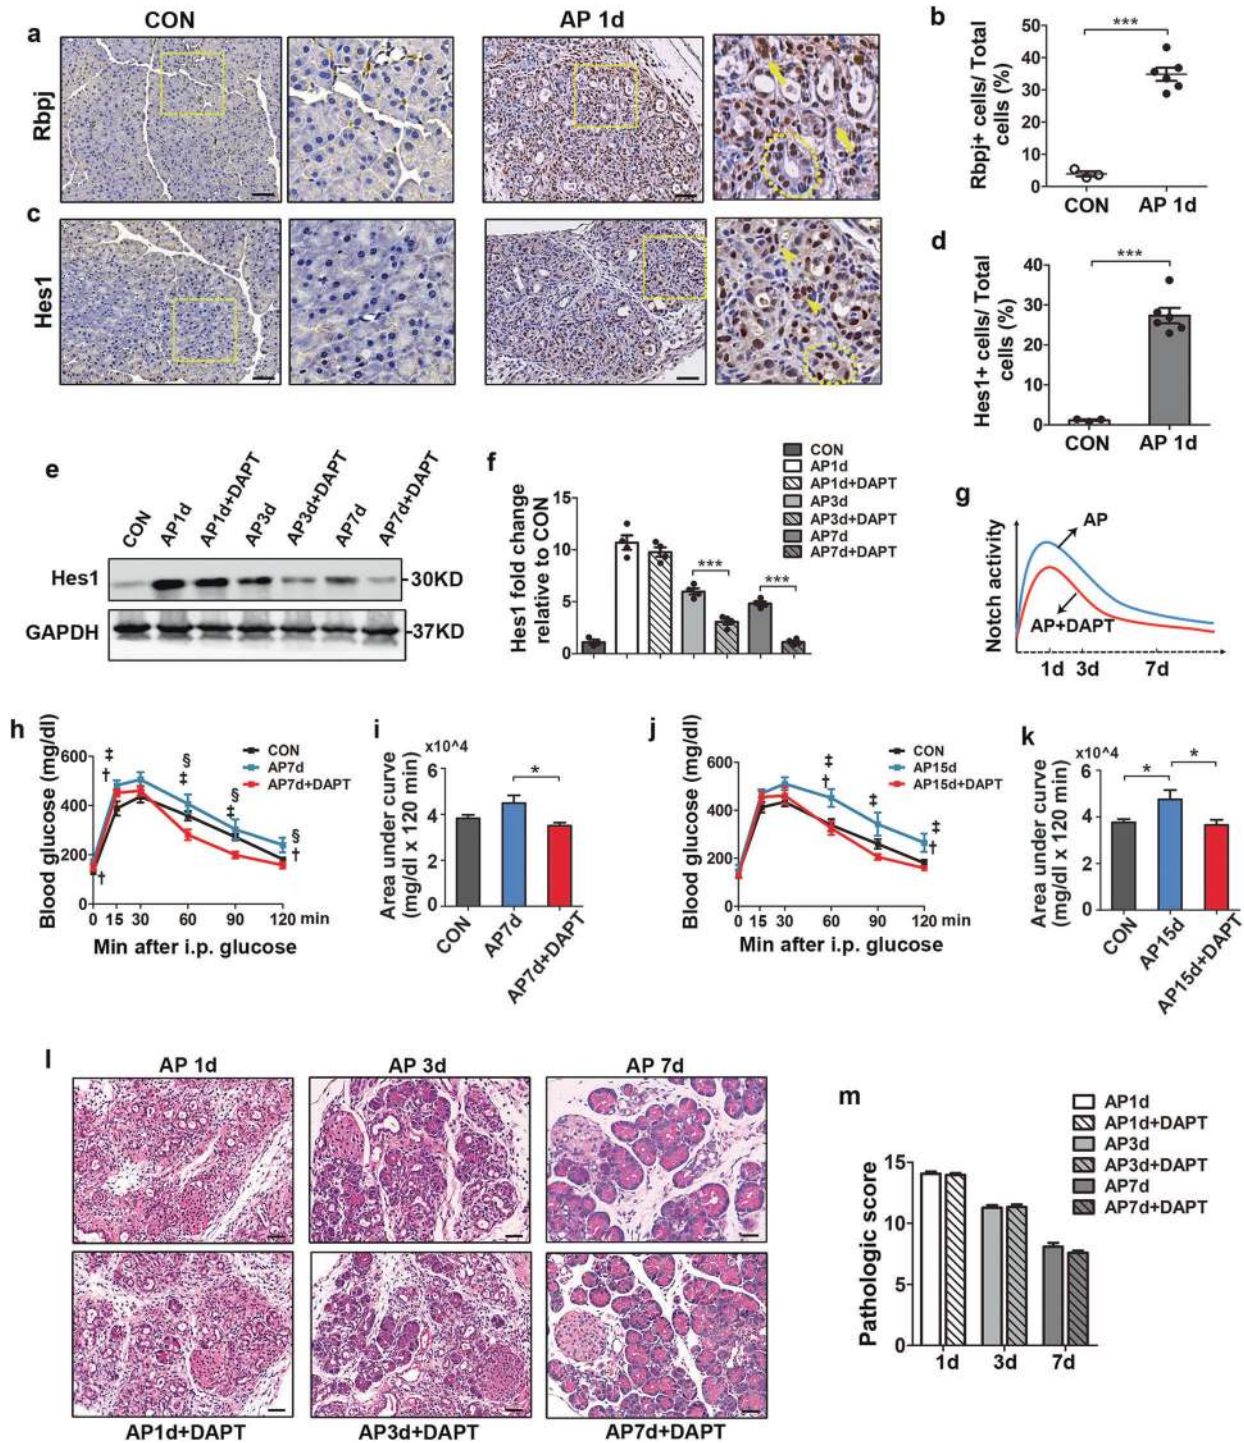 CON
AP 1d
a
Rbpj
b
***
Rbpj+ cells/ Total
cells (%)
50
40
30
20
10
0
CON
AP 1d
c
Hes1
d
***
Hes1+ cells/ Total
cells (%)
40
30
20
10
0
CON
AP 1d
e
CON
AP1d
AP1d+DAPT
AP3d
AP3d+DAPT
AP7d
AP7d+DAPT
Hes1
-30KD
GAPDH
-37KD
f
Hes1 fold change
relative to CON
15
10
5
0
***
***
CON
AP1d
AP1d+DAPT
AP3d
AP3d+DAPT
AP7d
AP7d+DAPT
g
Notch activity
AP
AP+DAPT
1d
3d
7d
h
Blood glucose (mg/dl)
600
400
200
0
‡
†
†
§
‡
§
‡
§
†
CON
AP7d
AP7d+DAPT
0
15
30
60
90
120 min
Min after i.p. glucose
i
x10^4
Area under curve
(mg/dl x 120 min)
6
4
2
0
*
CON
AP7d
AP7d+DAPT
j
Blood glucose (mg/dl)
600
400
200
0
‡
†
‡
‡
†
CON
AP15d
AP15d+DAPT
0
15
30
60
90
120 min
Min after i.p. glucose
k
x10^4
Area under curve
(mg/dl x 120 min)
6
4
2
0
*
*
CON
AP15d
AP15d+DAPT
l
AP 1d
AP 3d
AP 7d
AP1d+DAPT
AP3d+DAPT
AP7d+DAPT
m
Pathologic score
15
10
5
0
1d
3d
7d
AP1d
AP1d+DAPT
AP3d
AP3d+DAPT
AP7d
AP7d+DAPT